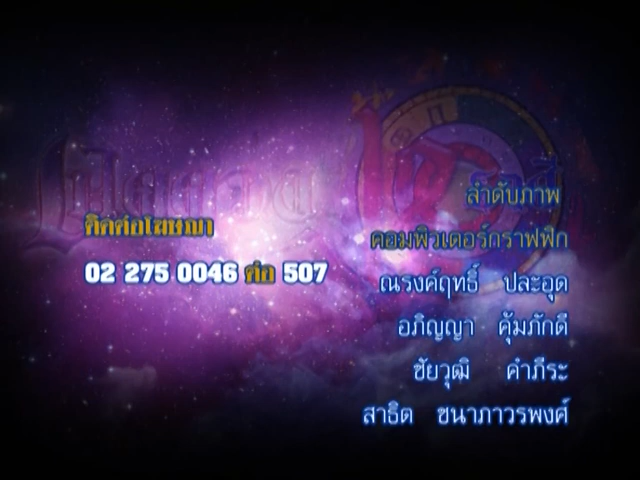 ติดต่อโฆษณา
02 275 0046 ต่อ 507
ลำดับภาพ
คอมพิวเตอร์กราฟฟิก
ณรงค์ฤทธิ์ ปละอุด
อภิญญา คุ้มภักดี
ชัยวุฒิ คำภีระ
สาธิต ชนาภาวรพงศ์